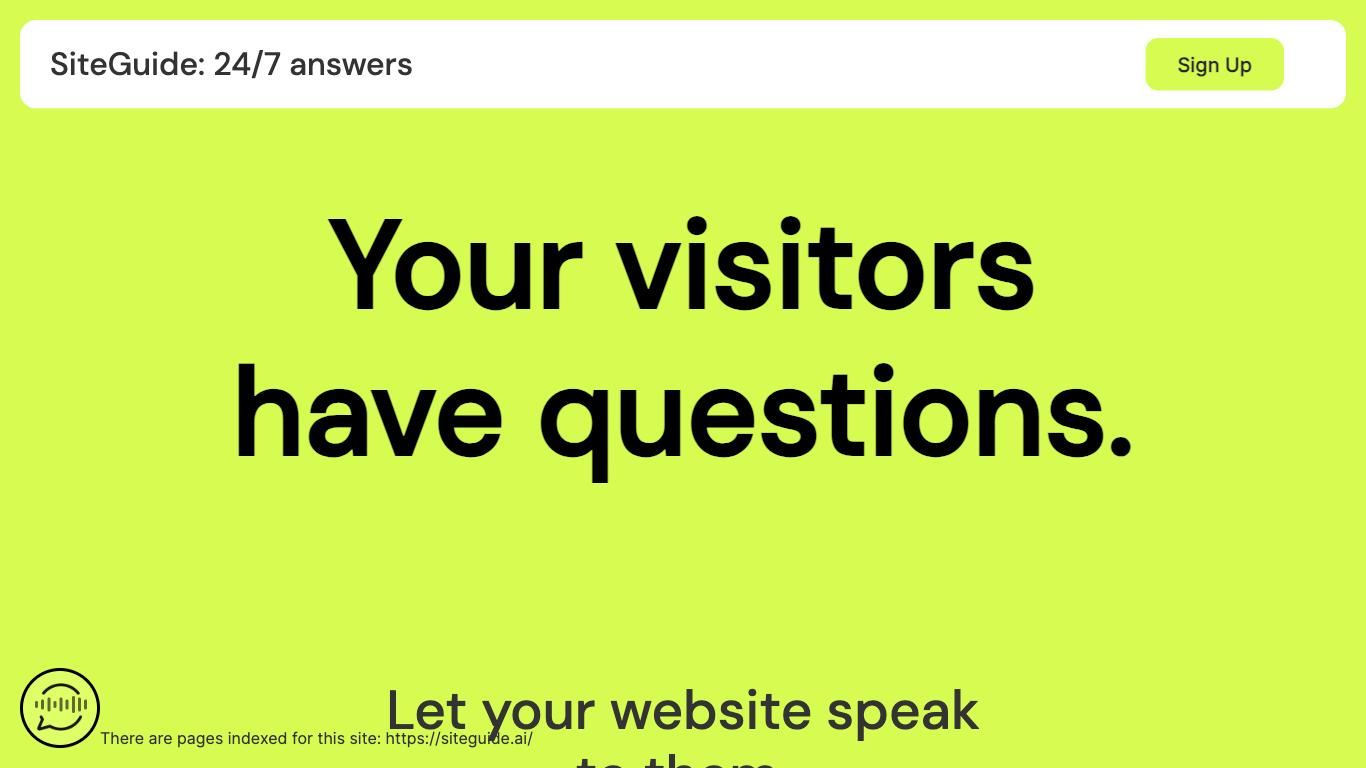 SiteGuide: 24/7 answers
Sign Up
Your visitors
have questions.
Let your website speak
There are pages indexed for this site: https://siteguide.ai/
to them